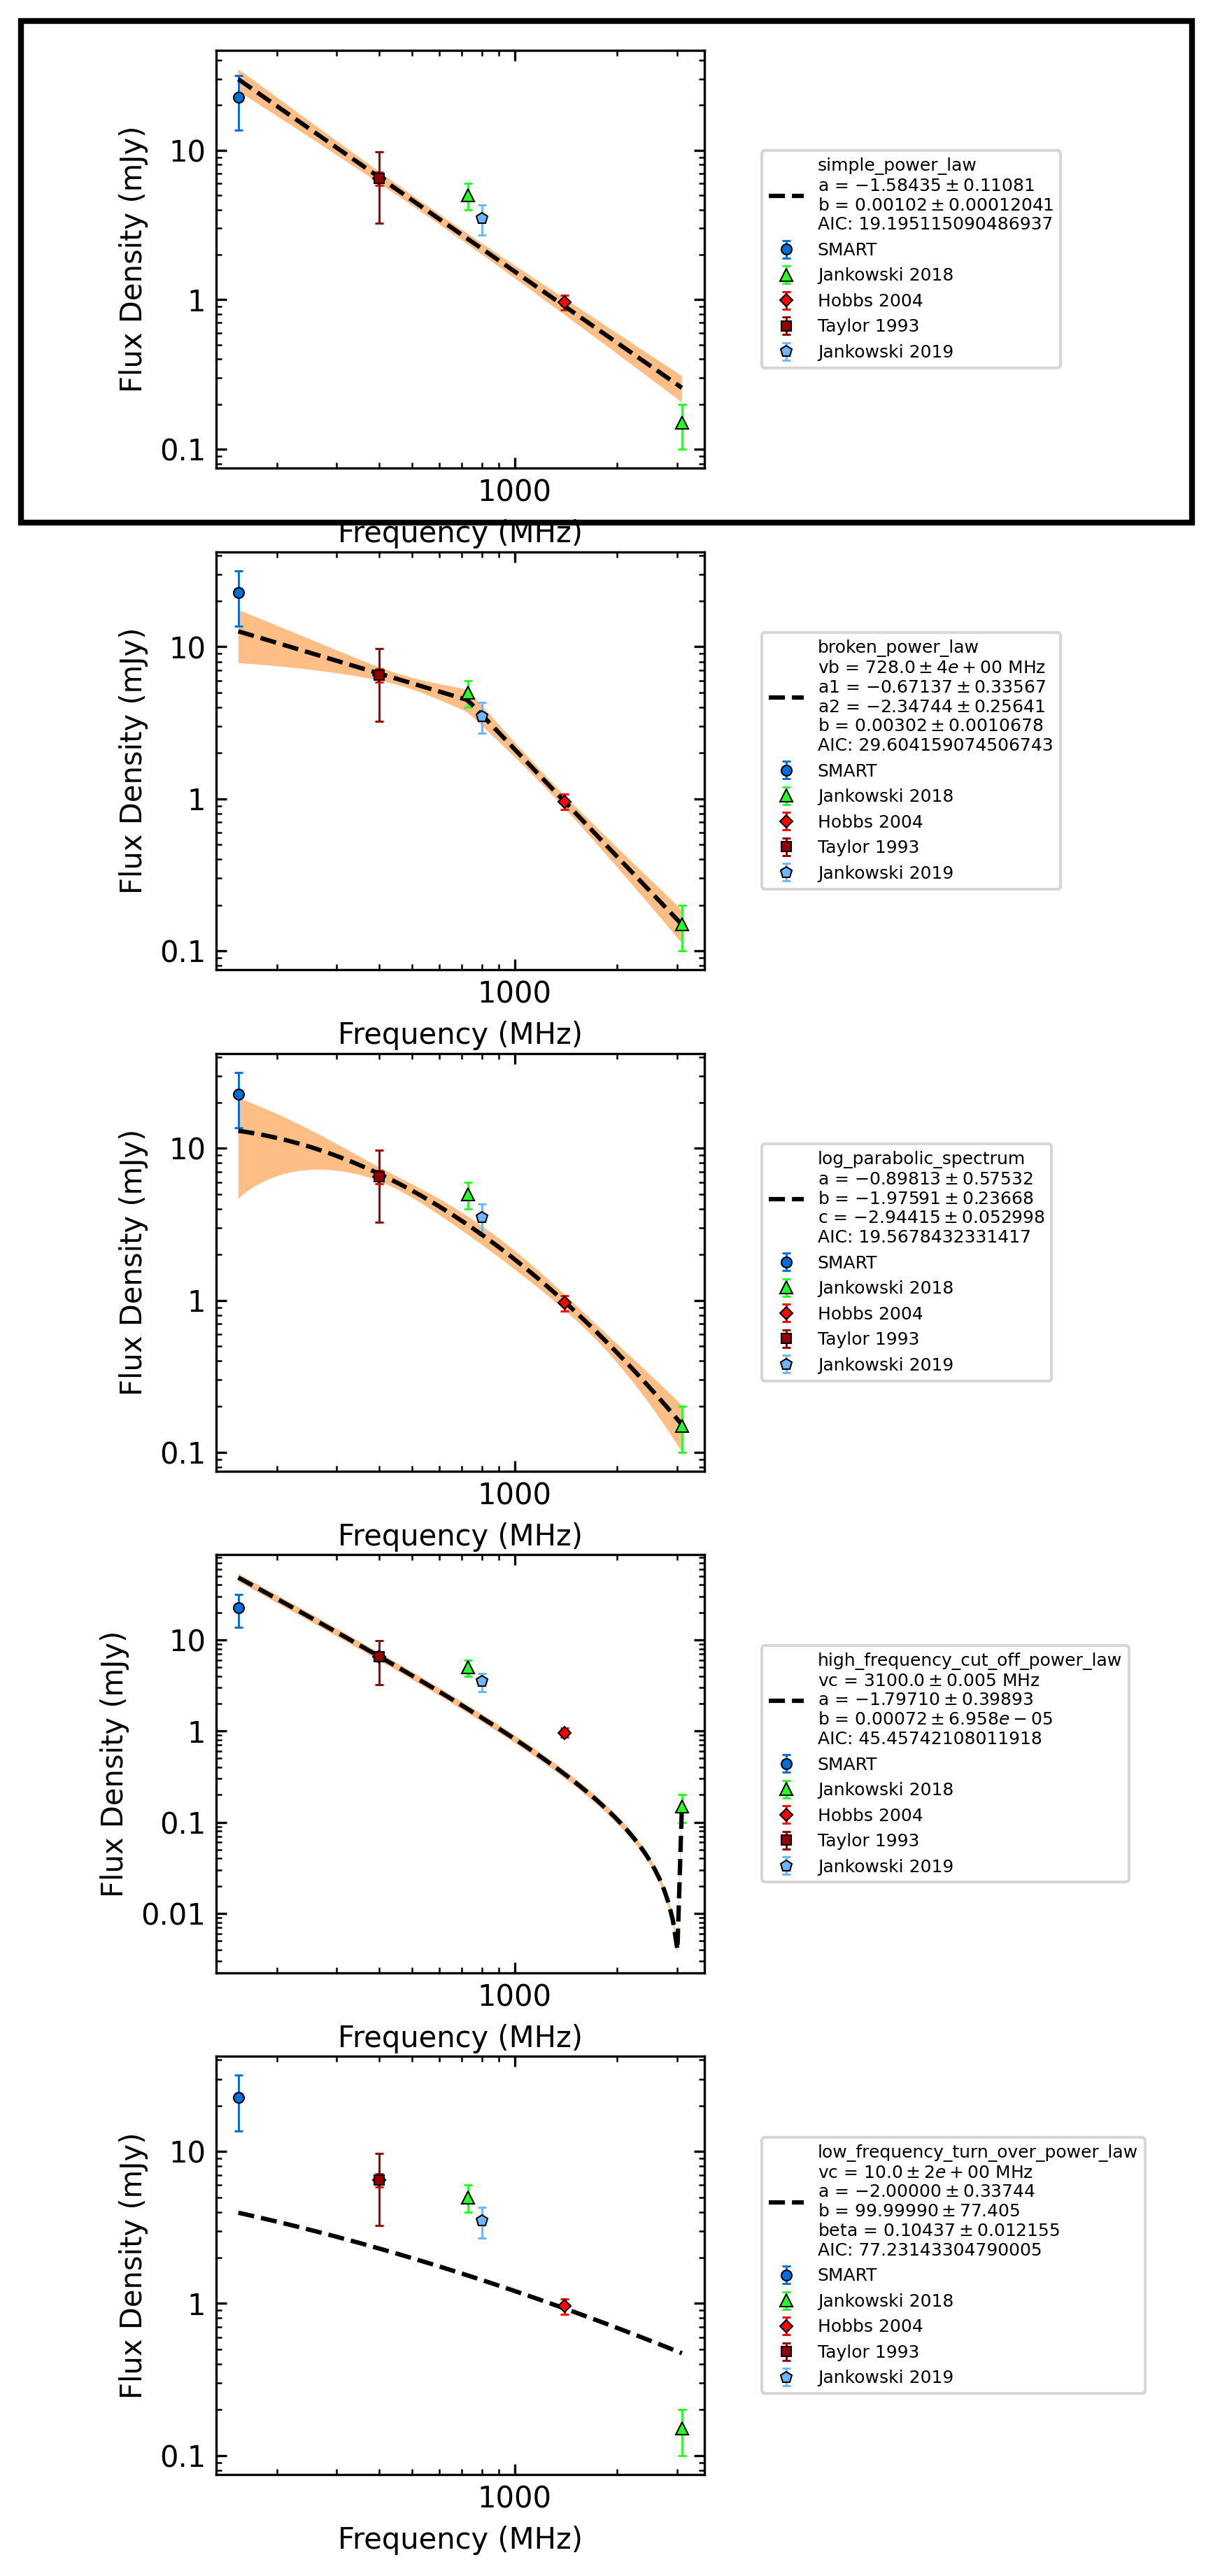 10
1
0.1
Flux Density (mJy)
1000
Frequency (MHz)
simple_power_law
a = −1.58435 ± 0.11081
b = 0.00102 ± 0.00012041
AIC: 19.195115090486937
SMART
Jankowski 2018
Hobbs 2004
Taylor 1993
Jankowski 2019
10
1
0.1
Flux Density (mJy)
1000
Frequency (MHz)
broken_power_law
vb = 728.0 ± 4e + 00 MHz
a1 = −0.67137 ± 0.33567
a2 = −2.34744 ± 0.25641
b = 0.00302 ± 0.0010678
AIC: 29.604159074506743
SMART
Jankowski 2018
Hobbs 2004
Taylor 1993
Jankowski 2019
10
1
0.1
Flux Density (mJy)
1000
Frequency (MHz)
log_parabolic_spectrum
a = −0.89813 ± 0.57532
b = −1.97591 ± 0.23668
c = −2.94415 ± 0.052998
AIC: 19.5678432331417
SMART
Jankowski 2018
Hobbs 2004
Taylor 1993
Jankowski 2019
10
1
0.1
0.01
Flux Density (mJy)
1000
Frequency (MHz)
high_frequency_cut_off_power_law
vc = 3100.0 ± 0.005 MHz
a = −1.79710 ± 0.39893
b = 0.00072 ± 6.958e − 05
AIC: 45.45742108011918
SMART
Jankowski 2018
Hobbs 2004
Taylor 1993
Jankowski 2019
10
1
0.1
Flux Density (mJy)
1000
Frequency (MHz)
low_frequency_turn_over_power_law
vc = 10.0 ± 2e + 00 MHz
a = −2.00000 ± 0.33744
b = 99.99990 ± 77.405
beta = 0.10437 ± 0.012155
AIC: 77.23143304790005
SMART
Jankowski 2018
Hobbs 2004
Taylor 1993
Jankowski 2019